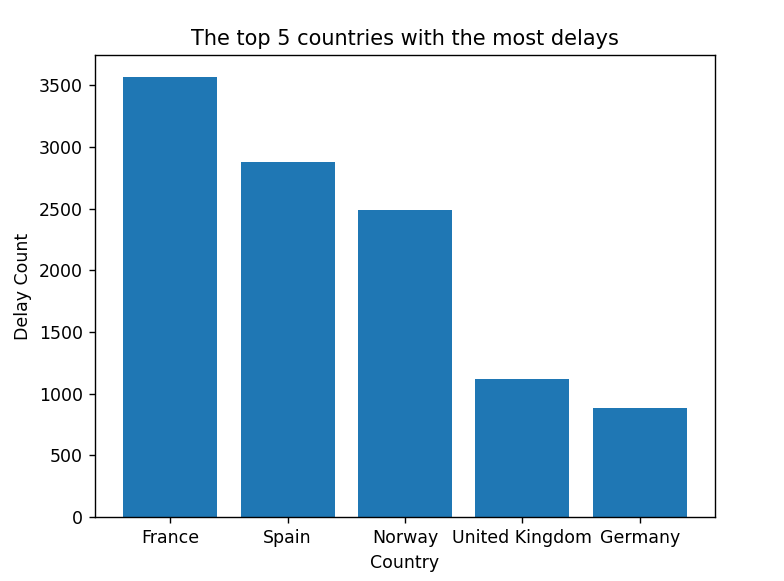 The top 5 countries with the most delays
3500
3000
2500
2000
1500
1000
500
0
Delay Count
France Spain Norway United Kingdom Germany
Country